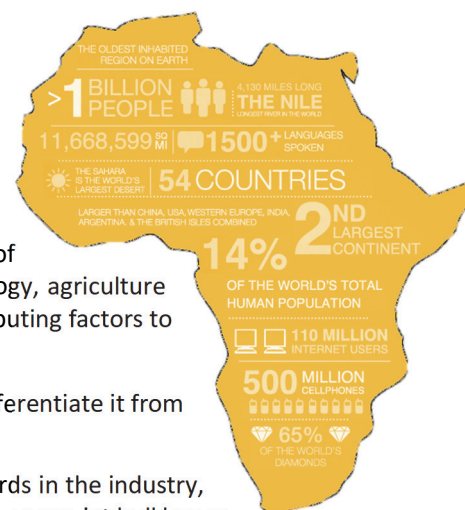 THE OLDEST INHABITED
REGION ON EARTH
>1 BILLION
PEOPLE
4,130 MILES LONG
THE NILE
LONGEST RIVER IN THE WORLD
11,668,599 SQ MI
1500+ LANGUAGES
SPOKEN
THE SAHARA
IS THE WORLD'S
LARGEST DESERT
54 COUNTRIES
LARGER THAN CHINA, USA, WESTERN EUROPE, INDIA,
ARGENTINA, & THE BRITISH ISLES COMBINED
2ND
LARGEST
CONTINENT
14%
OF THE WORLD'S TOTAL
HUMAN POPULATION
110 MILLION
INTERNET USERS
500 MILLION
CELLPHONES
65%
OF THE WORLD'S
DIAMONDS
of
ogy, agriculture
buting factors to
ferentiate it from
rds in the industry,